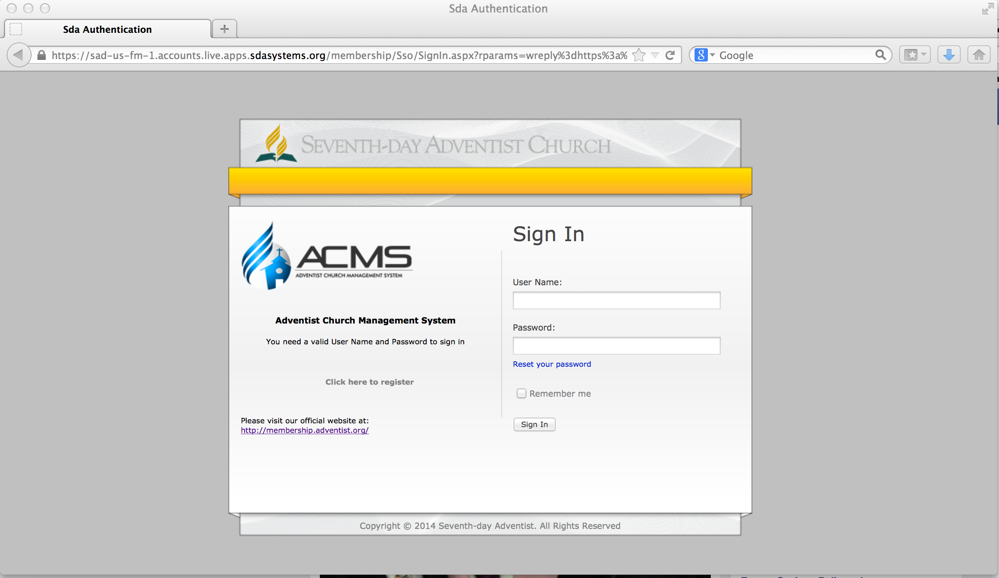 Sda Authentication
Sda Authentication
https://sad-us-fm-1.accounts.live.apps.sdasystems.org/membership/Sso/SignIn.aspx?rparams=wreply%3dhttps%3a%
g Google
SEVENTH-DAY ADVENTIST CHURCH
ACMS
ADVENTIST CHURCH MANAGEMENT SYSTEM
Adventist Church Management System
You need a valid User Name and Password to sign in
Click here to register
Please visit our official website at:
http://membership.adventist.org/
Sign In
User Name:
Password:
Reset your password
Remember me
Sign In
Copyright © 2014 Seventh-day Adventist. All Rights Reserved